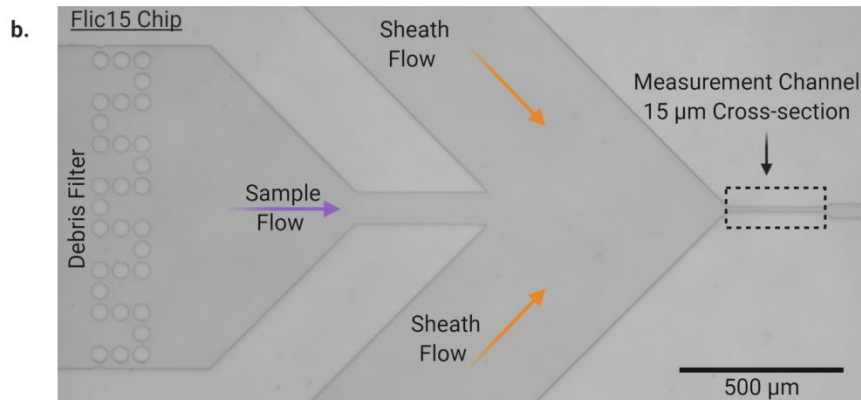 b.
Flic15 Chip
Sheath
Flow
Measurement Channel
15 μm Cross-section
Debris Filter
Sample
Flow
Sheath
Flow
500 μm